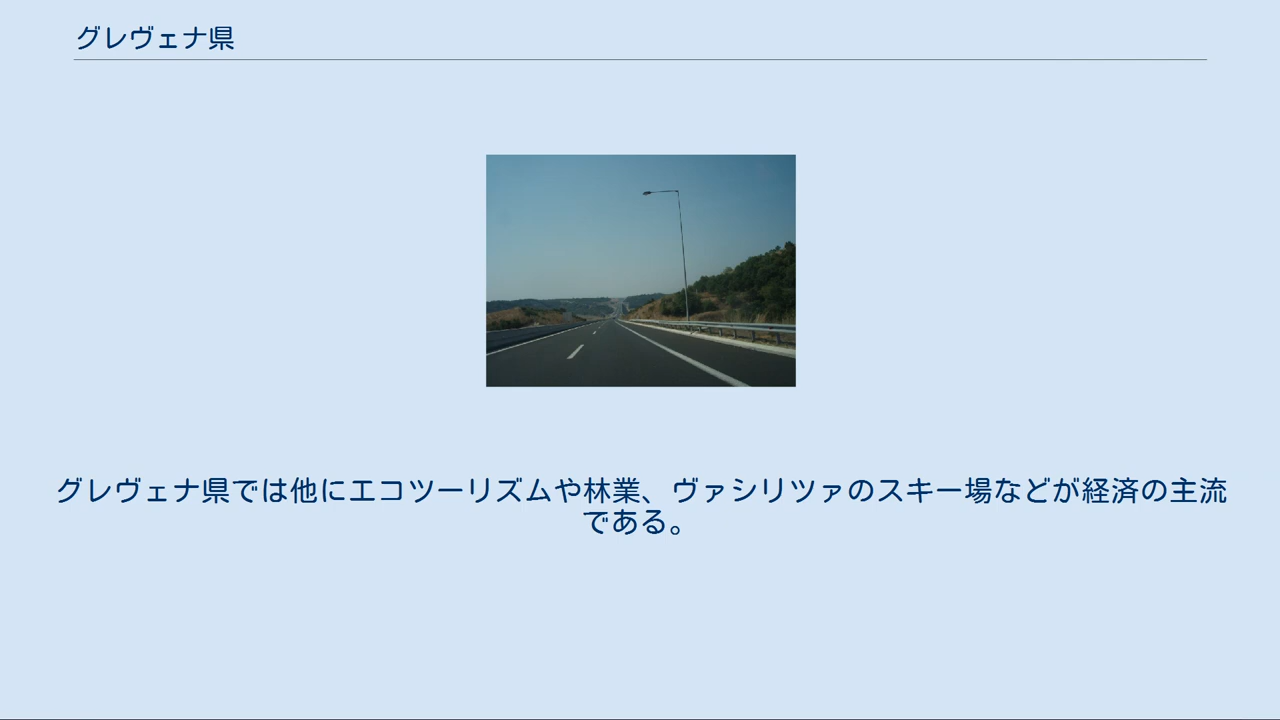 グレヴェナ県
グレヴェナ県では他にエコツーリズムや林業、ヴァシリツァのスキー場などが経済の主流
である。